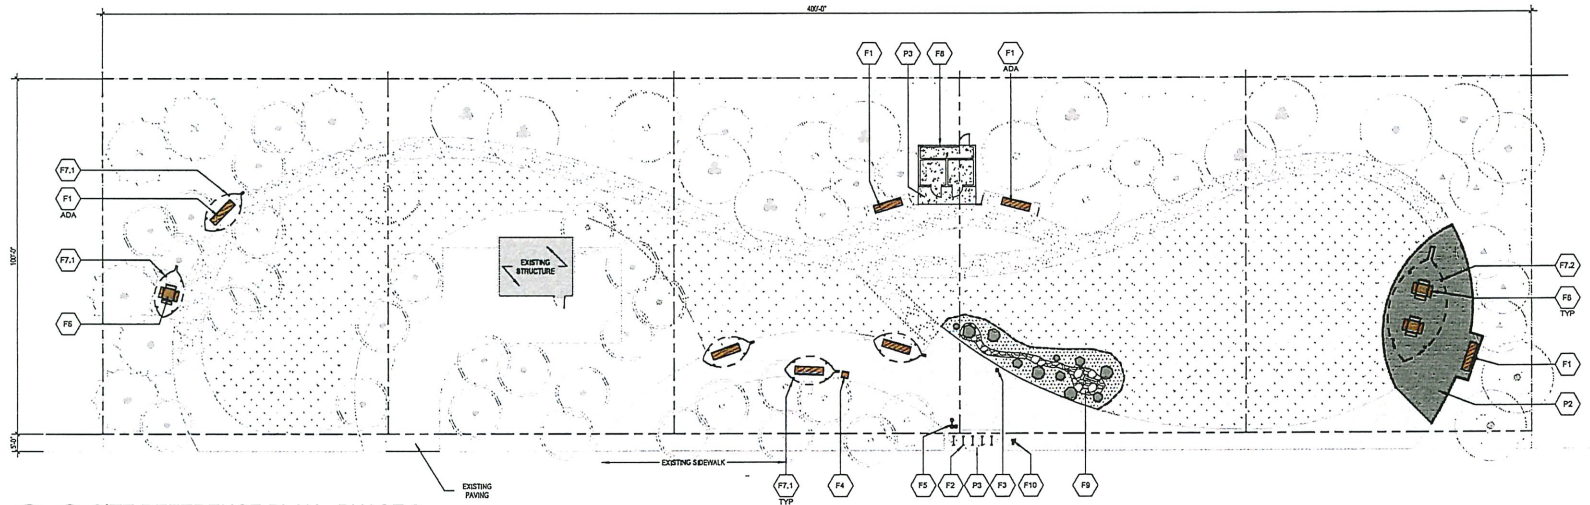 400'-0"
F1
P3
F8
F1
ADA
F7.1
F1
ADA
100'-0"
F7.1
F6
EXISTING
STRUCTURE
F7.2
F6
TYP
F1
P2
5'-0"
EXISTING SIDEWALK
EXISTING
PAVING
F7.1
TYP
F4
F5
F2
P3
F3
F10
F9